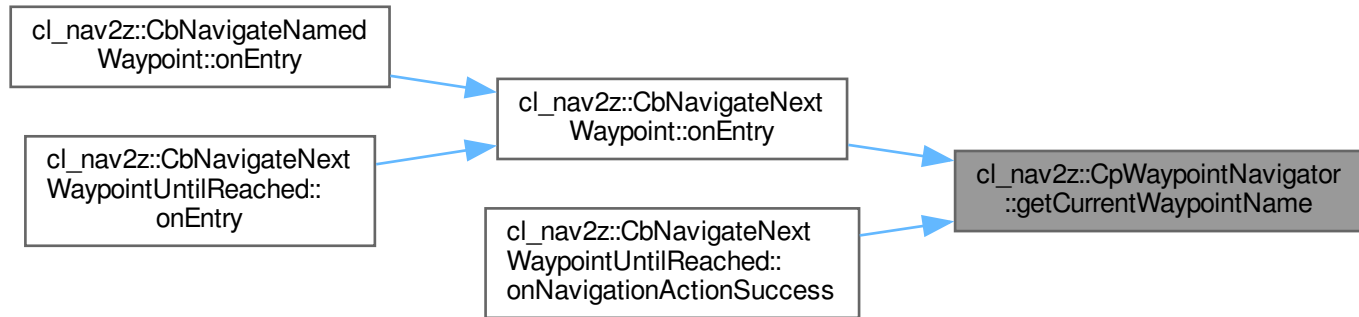 cl_nav2z::CbNavigateNamed
Waypoint::onEntry
cl_nav2z::CbNavigateNext
WaypointUntilReached::
onEntry
cl_nav2z::CbNavigateNext
Waypoint::onEntry
cl_nav2z::CbNavigateNext
WaypointUntilReached::
onNavigationActionSuccess
cl_nav2z::CpWaypointNavigator
::getCurrentWaypointName